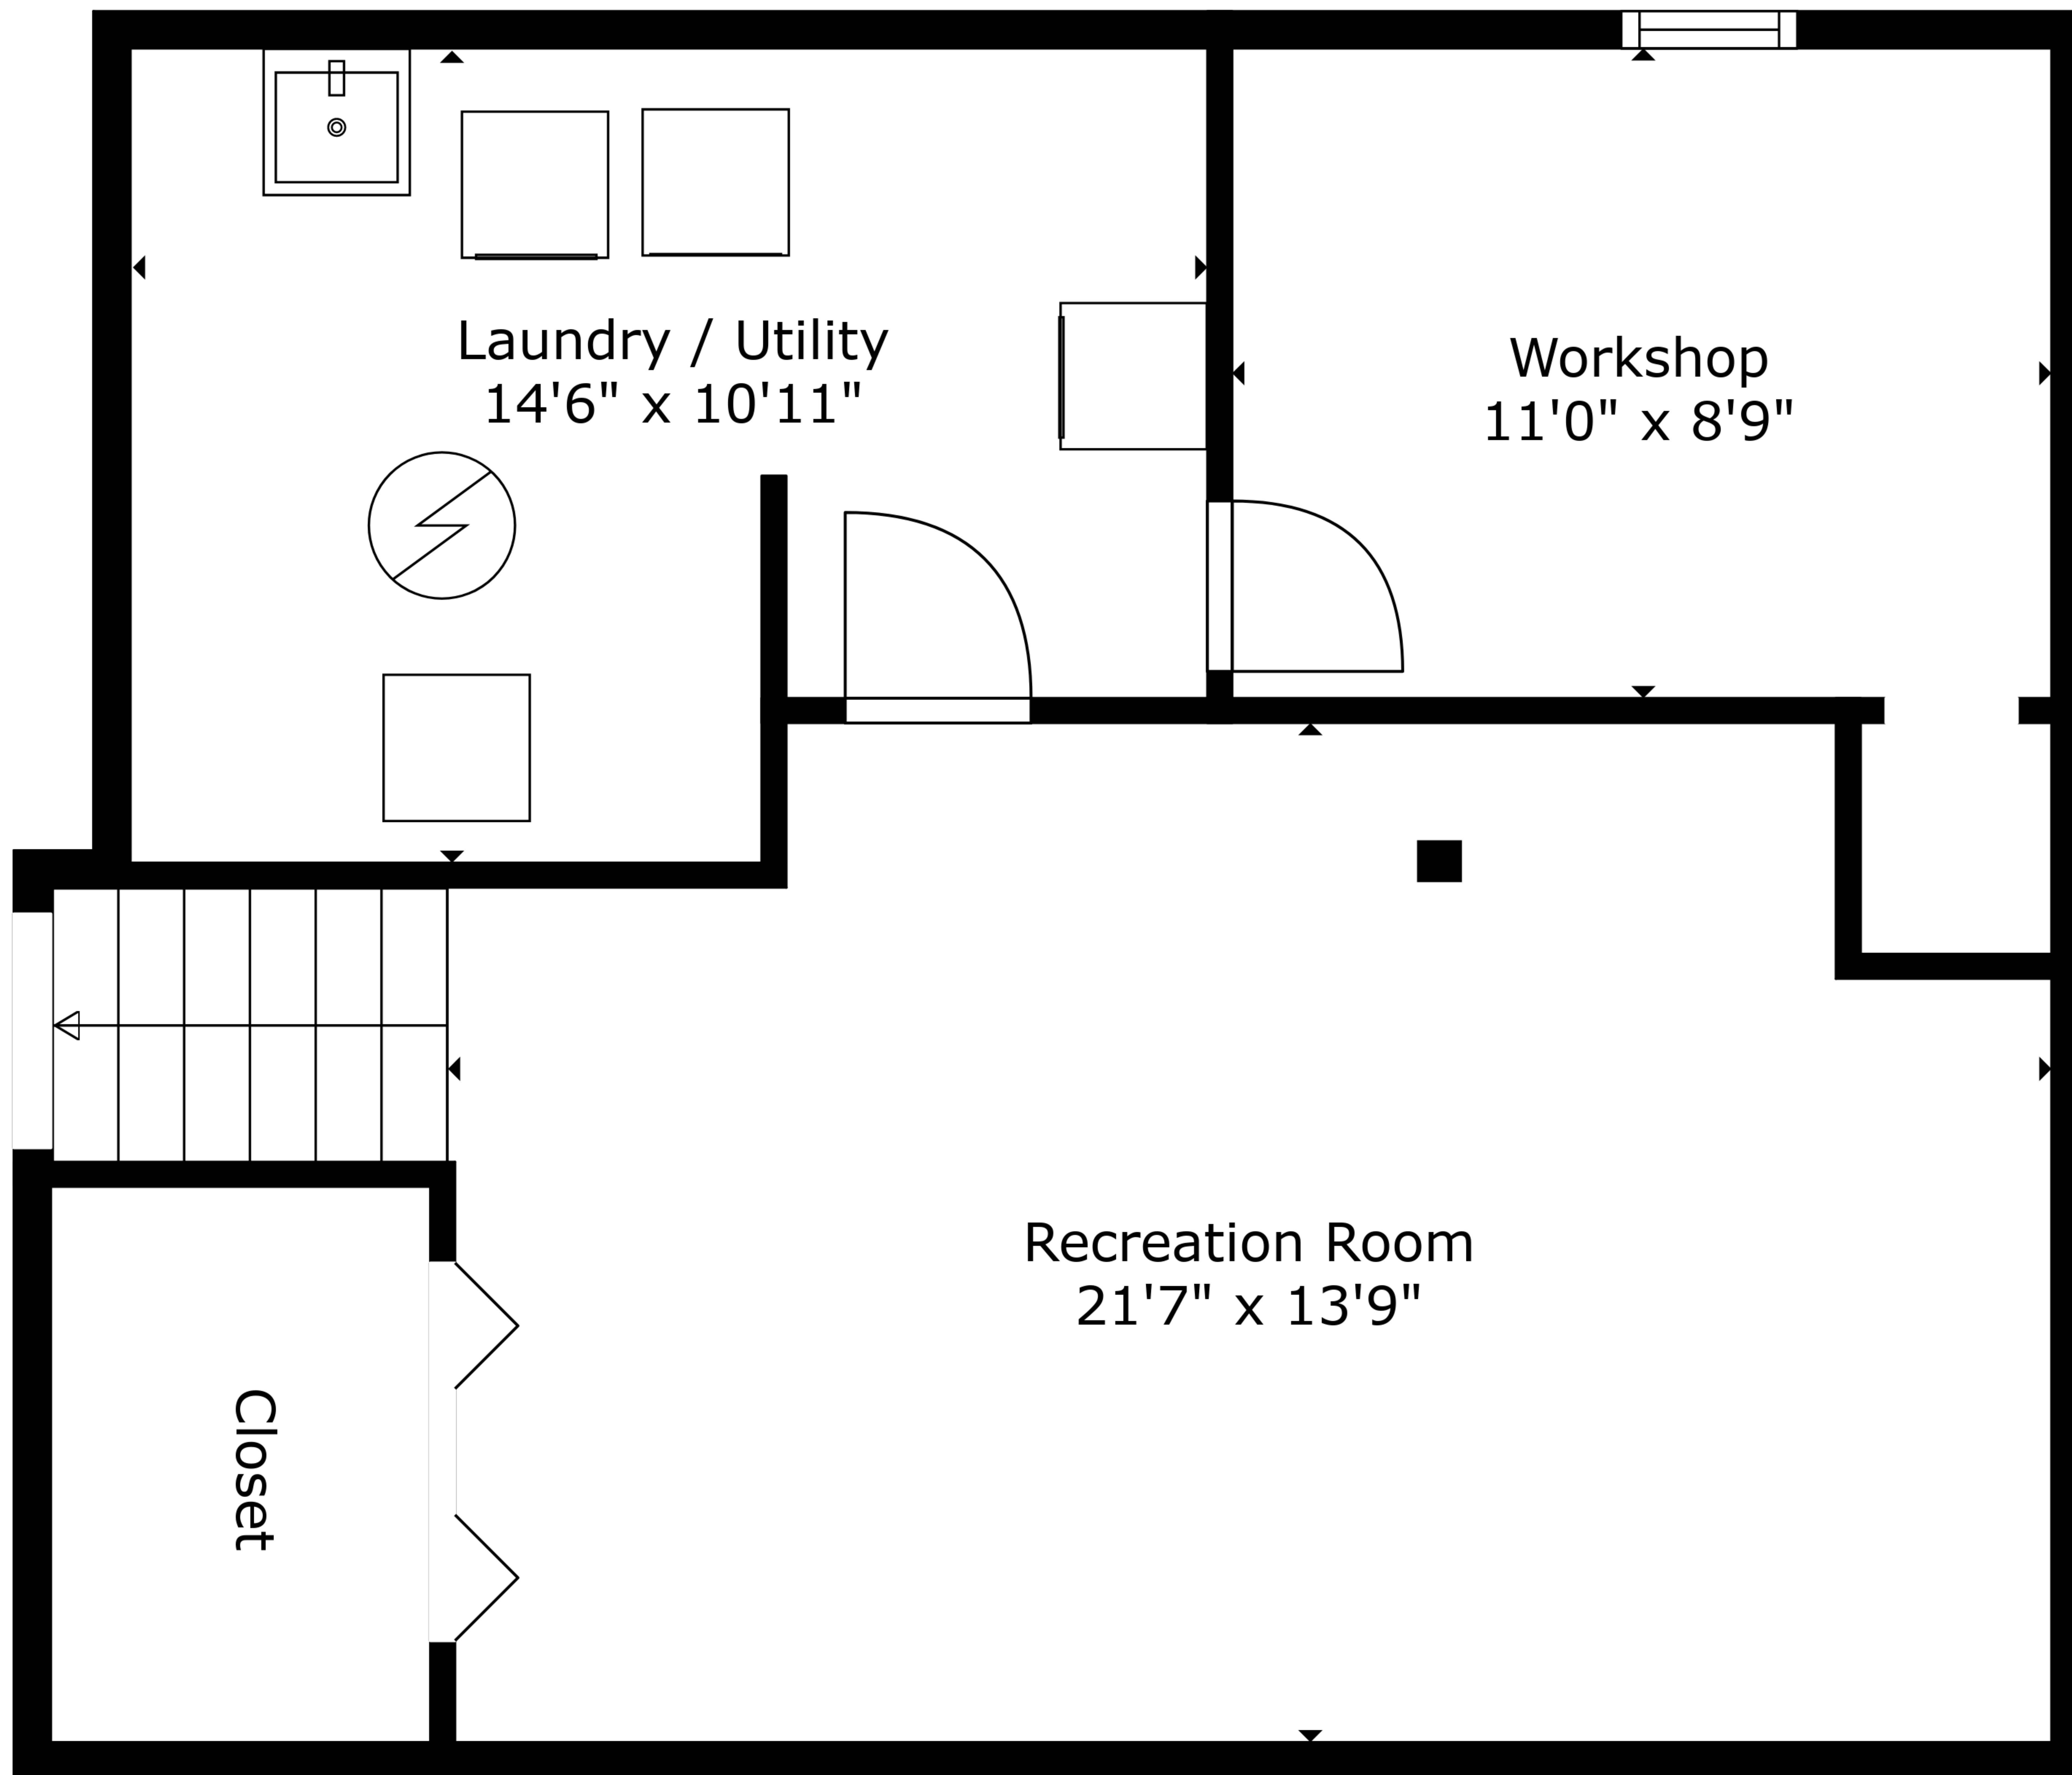 Laundry / Utility
14'6" x 10'11"
Workshop
11'0" x 8'9"
Recreation Room
21'7" x 13'9"
Closet